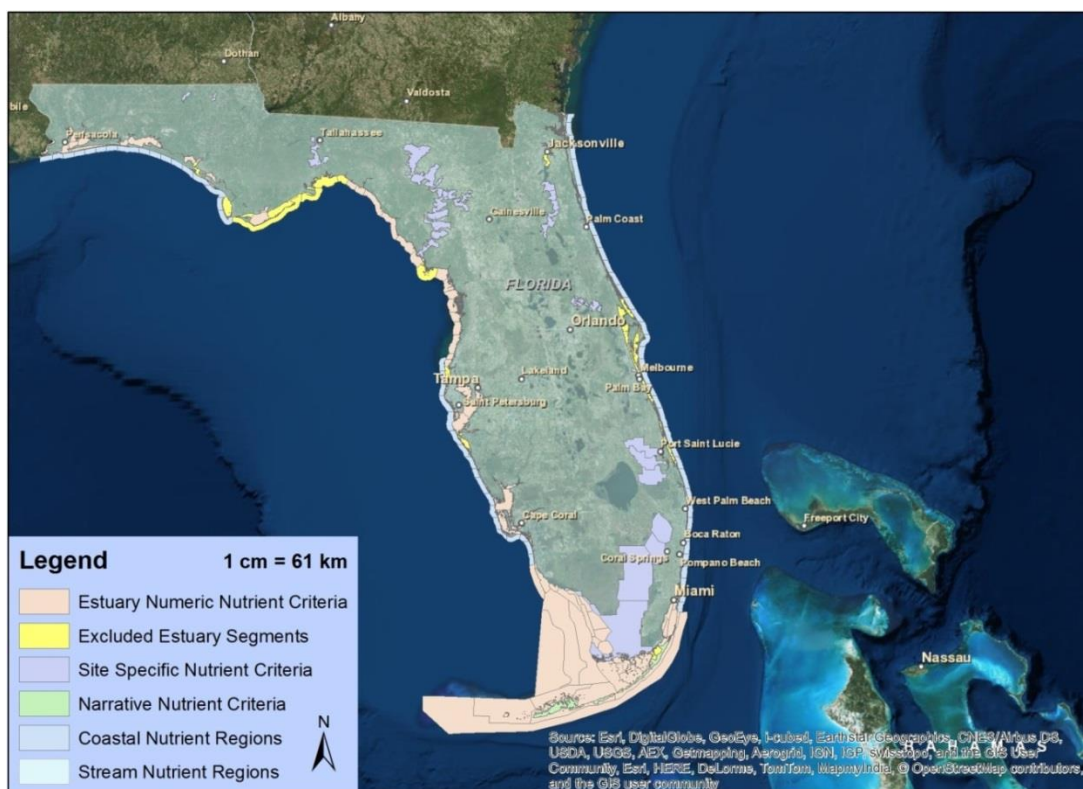 Albany
Dothan
Valdosta
bile
Pensacola
Tallahassee
Jacksonville
Gainesville
Palm Coast
FLORIDA
Orlando
Melbourne
Tampa
Lakeland
Palm Bay
Saint Petersburg
Port Saint Lucie
West Palm Beach
Freeport City
Cape Coral
Boca Raton
Coral Springs
Pompano Beach
Miami
Nassau
BAHAMAS
Legend 1 cm = 61 km
Estuary Numeric Nutrient Criteria
Excluded Estuary Segments
Site Specific Nutrient Criteria
Narrative Nutrient Criteria
Coastal Nutrient Regions
Stream Nutrient Regions
N
Source: Esri, DigitalGlobe, GeoEye, i-cubed, Earthstar Geographics, CNES/Airbus DS,
USDA, USGS, AEX, Getmapping, Aerogrid, IGN, IGP, swisstopo, and the GIS User
Community, Esri, HERE, DeLorme, TomTom, MapmyIndia, © OpenStreetMap contributors,
and the GIS user community